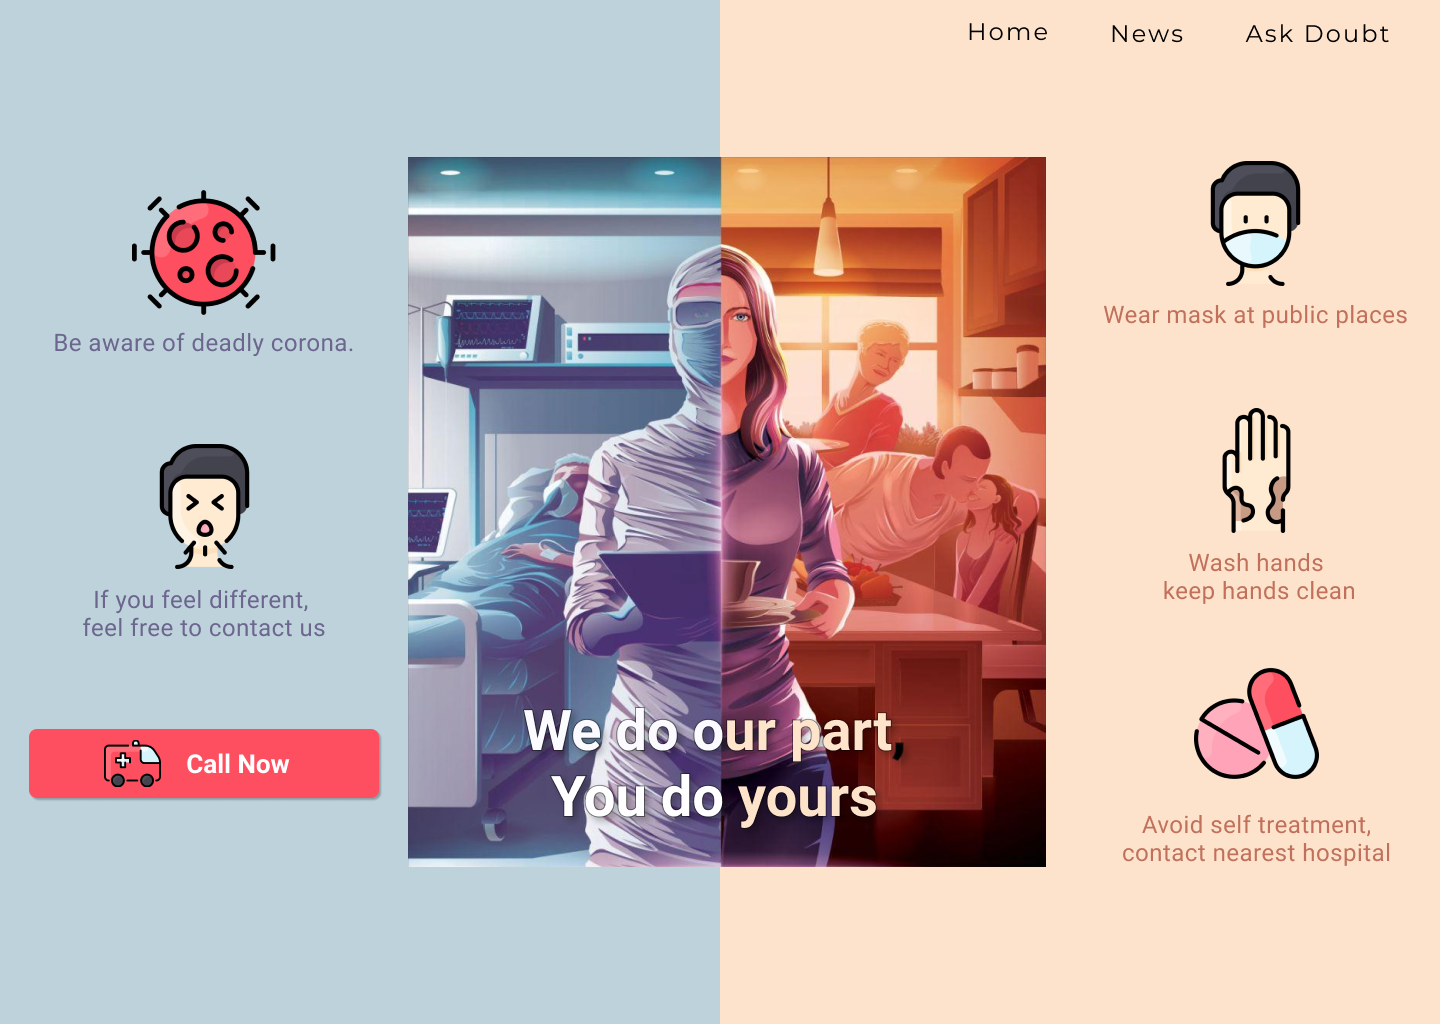 Home News Ask Doubt
Be aware of deadly corona.
If you feel different,
feel free to contact us
Call Now
We do our part,
You do yours
Wear mask at public places
Wash hands
keep hands clean
Avoid self treatment,
contact nearest hospital